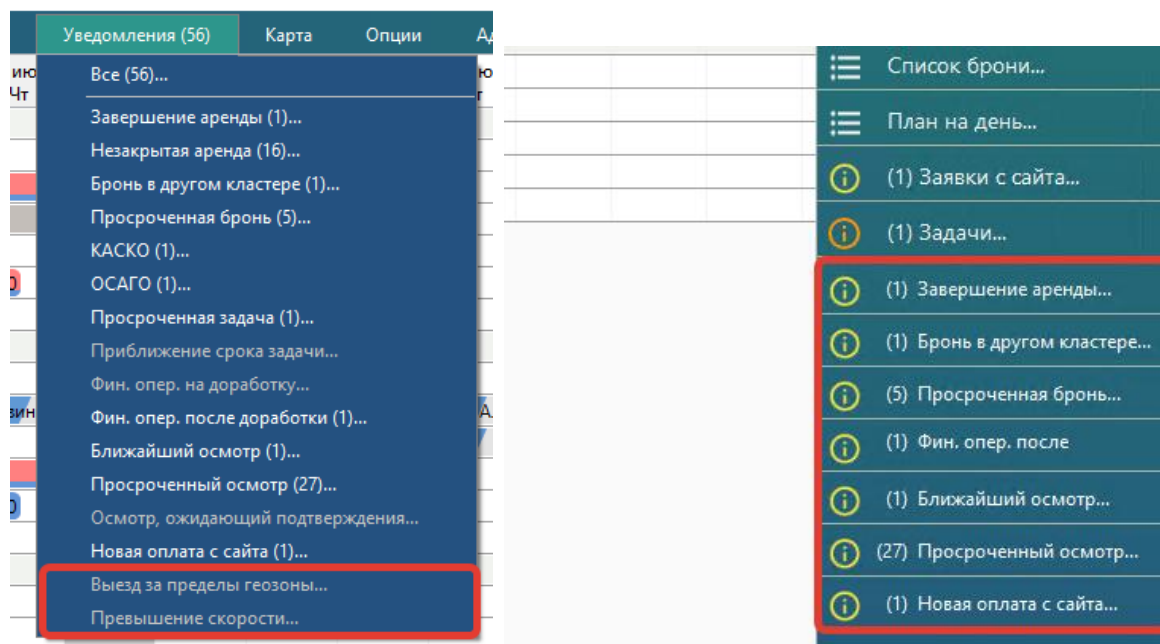 Уведомления (56) Карта Опции
ию
Чт
Все (56)...
Завершение аренды (1)...
Незакрытая аренда (16)...
Бронь в другом кластере (1)...
Просроченная бронь (5)...
КАСКО (1)...
ОСАГО (1)...
Просроченная задача (1)...
Приближение срока задачи...
Фин. опер. на доработку...
Фин. опер. после доработки (1)...
Ближайший осмотр (1)...
Просроченный осмотр (27)...
Осмотр, ожидающий подтверждения...
Новая оплата с сайта (1)...
Выезд за пределы геозоны...
Превышение скорости...
Список брони...
План на день...
(1) Заявки с сайта...
(1) Задачи...
(1) Завершение аренды...
(1) Бронь в другом кластере...
(5) Просроченная бронь...
(1) Фин. опер. после
(1) Ближайший осмотр...
(27) Просроченный осмотр...
(1) Новая оплата с сайта...